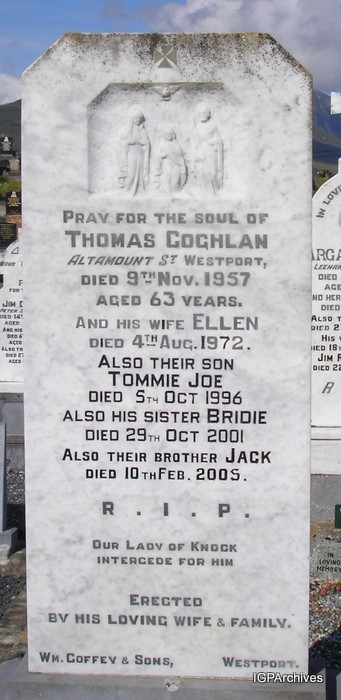 PRAY FOR THE SOUL OF
THOMAS COGHLAN
ALTAMOUNT ST WESTPORT,
DIED 9TH NOV. 1957
AGED 63 YEARS.
AND HIS WIFE ELLEN
DIED 4TH AUG. 1972.
ALSO THEIR SON
TOMMIE JOE
DIED 5TH OCT 1996
ALSO HIS SISTER BRIDIE
DIED 29TH OCT 2001
ALSO THEIR BROTHER JACK
DIED 10TH FEB. 2005.
R . I . P.
OUR LADY OF KNOCK
INTERCEDE FOR HIM
ERECTED
BY HIS LOVING WIFE & FAMILY.
WM. COFFEY & SONS, WESTPORT.
IN
LOVING
MEMORY
IGPArchives